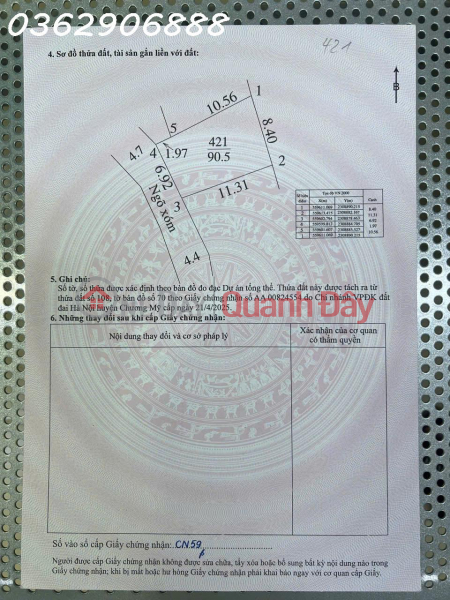 0362906888
421
4. Sơ đồ thửa đất, tài sản gắn liền với đất:
B
10.56
1
5
8.40
4.7
4
1.97
421
90.5
2
6.92
11.31
3
Ngõ xóm
4.4
5. Ghi chú:
Số tờ, số thửa được xác định theo bản đồ đo đạc Dự án tổng thể. Thửa đất này được tách ra từ
thửa đất số 108, tờ bản đồ số 70 theo Giấy chứng nhận số AA 00824554 do Chi nhánh VPĐK đất
đai Hà Nội huyện Chương Mỹ cấp ngày 21/4/2025.
Quanh Đây
6. Những thay đổi sau khi cấp Giấy chứng nhận:
Nội dung thay đổi và cơ sở pháp lý
Xác nhận của cơ quan
có thẩm quyền
Số vào sổ cấp Giấy chứng nhận: CN59
Người được cấp Giấy chứng nhận không được sửa chữa, tẩy xóa hoặc bổ sung bất kỳ nội dung nào trong
Giấy chứng nhận; khi bị mất hoặc hư hỏng Giấy chứng nhận phải khai báo ngay với cơ quan cấp Giấy.